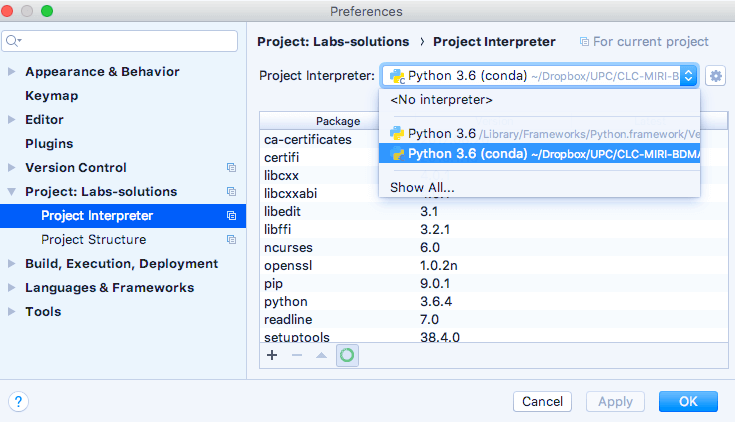 Preferences
Project: Labs-solutions › Project Interpreter For current project
Appearance & Behavior
Keymap
Editor
Plugins
Version Control
Project: Labs-solutions
Project Interpreter
Project Structure
Build, Execution, Deployment
Languages & Frameworks
Tools
Project Interpreter: Python 3.6 (conda) ~/Dropbox/UPC/CLC-MIRI-B
<No interpreter>
Python 3.6 /Library/Frameworks/Python.framework/Ve
Python 3.6 (conda) ~/Dropbox/UPC/CLC-MIRI-BDMA
Show All...
Package
ca-certificates
certifi
libcxx
libcxxabi
libedit 3.1
libffi 3.2.1
ncurses 6.0
openssl 1.0.2n
pip 9.0.1
python 3.6.4
readline 7.0
setuptools 38.4.0
+ −
? Cancel Apply OK